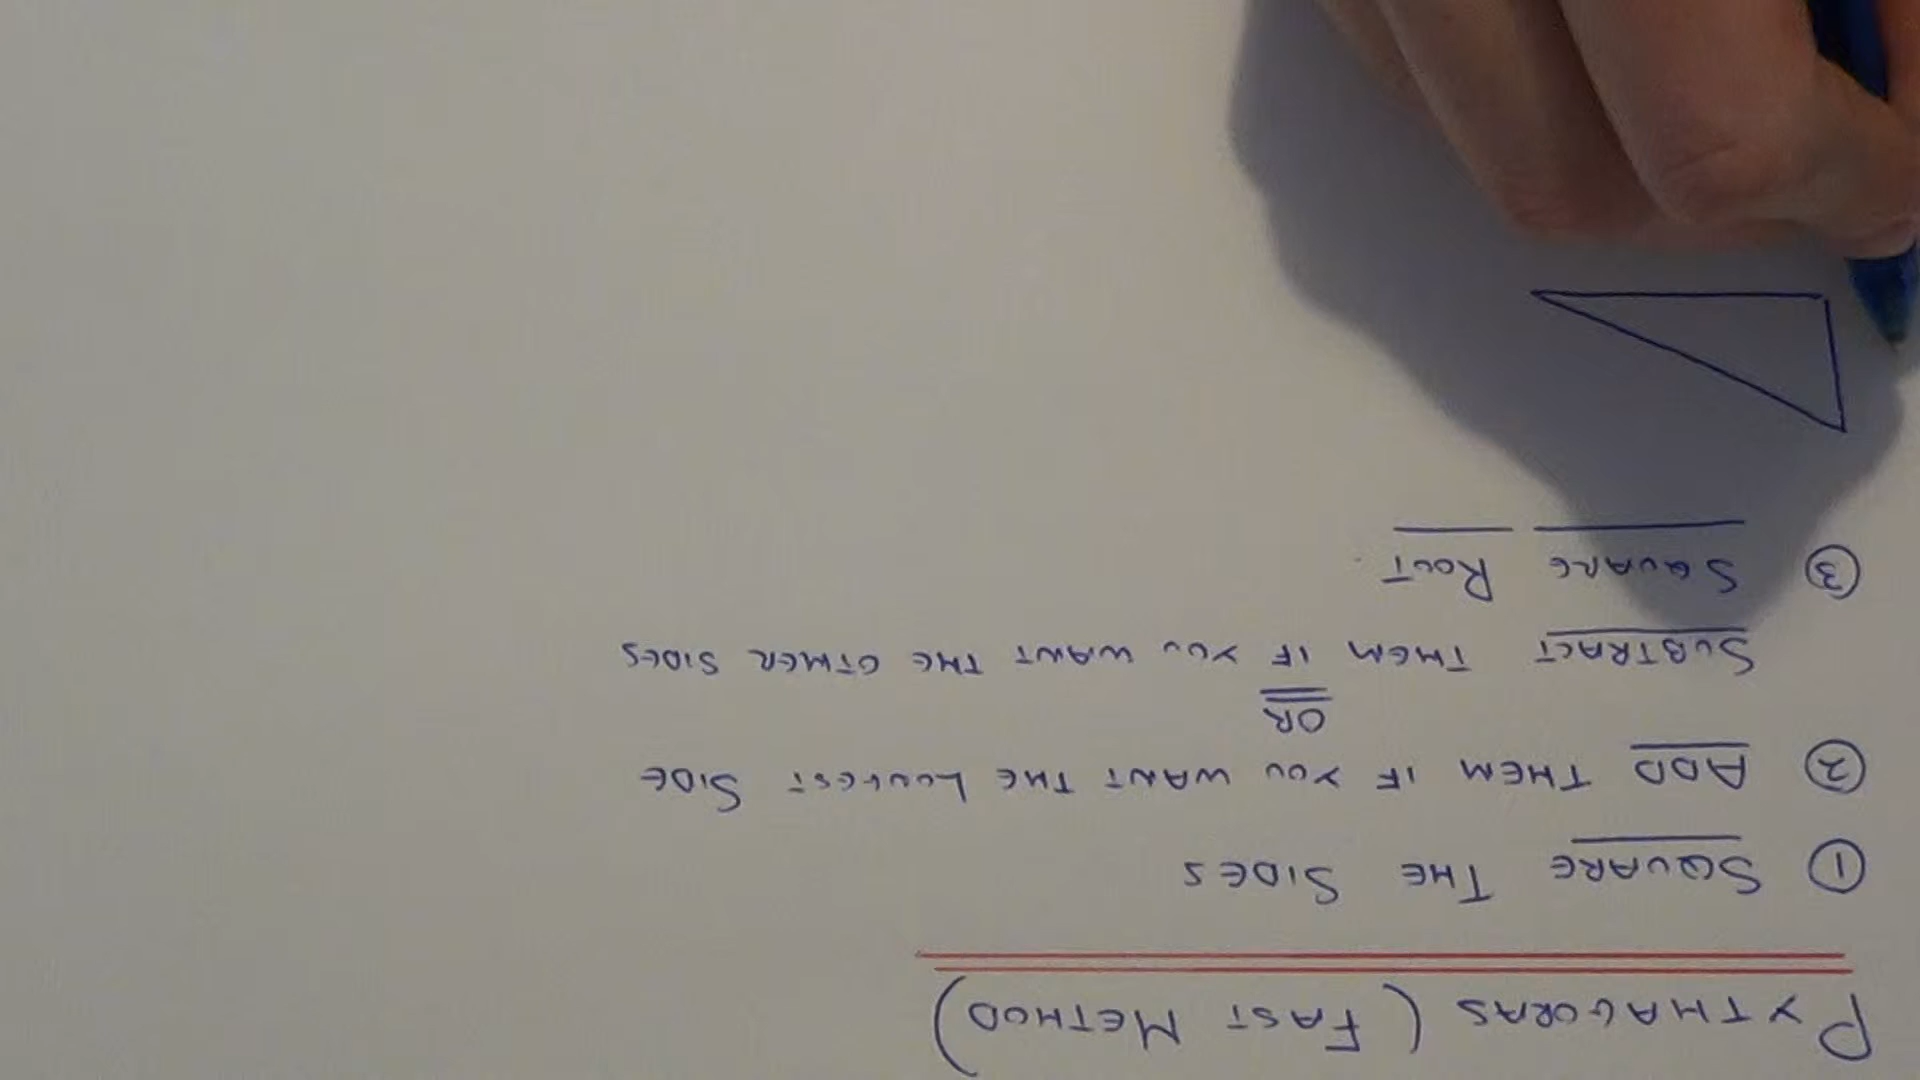 PYTHAGORAS (FAST METHOD)
① SQUARE THE SIDES
② ADD THEM IF YOU WANT THE LONGEST SIDE
OR
SUBTRACT THEM IF YOU WANT THE OTHER SIDES
③ SQUARE ROOT.